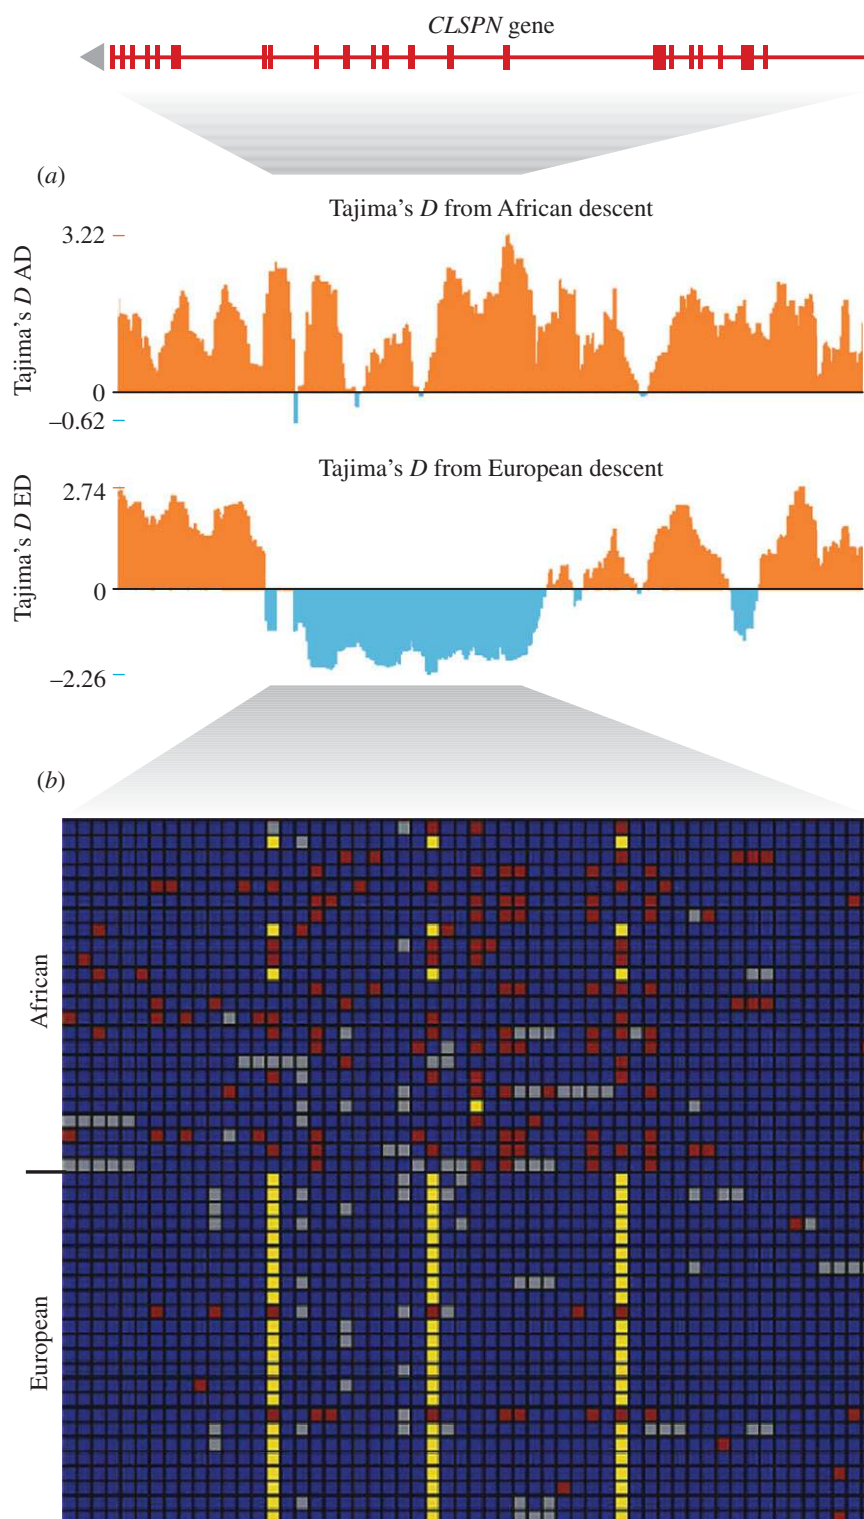 CLSPN gene
(a)
Tajima's D from African descent
Tajima's D AD
3.22
0
–0.62
Tajima's D from European descent
Tajima's D ED
2.74
0
–2.26
(b)
African
European